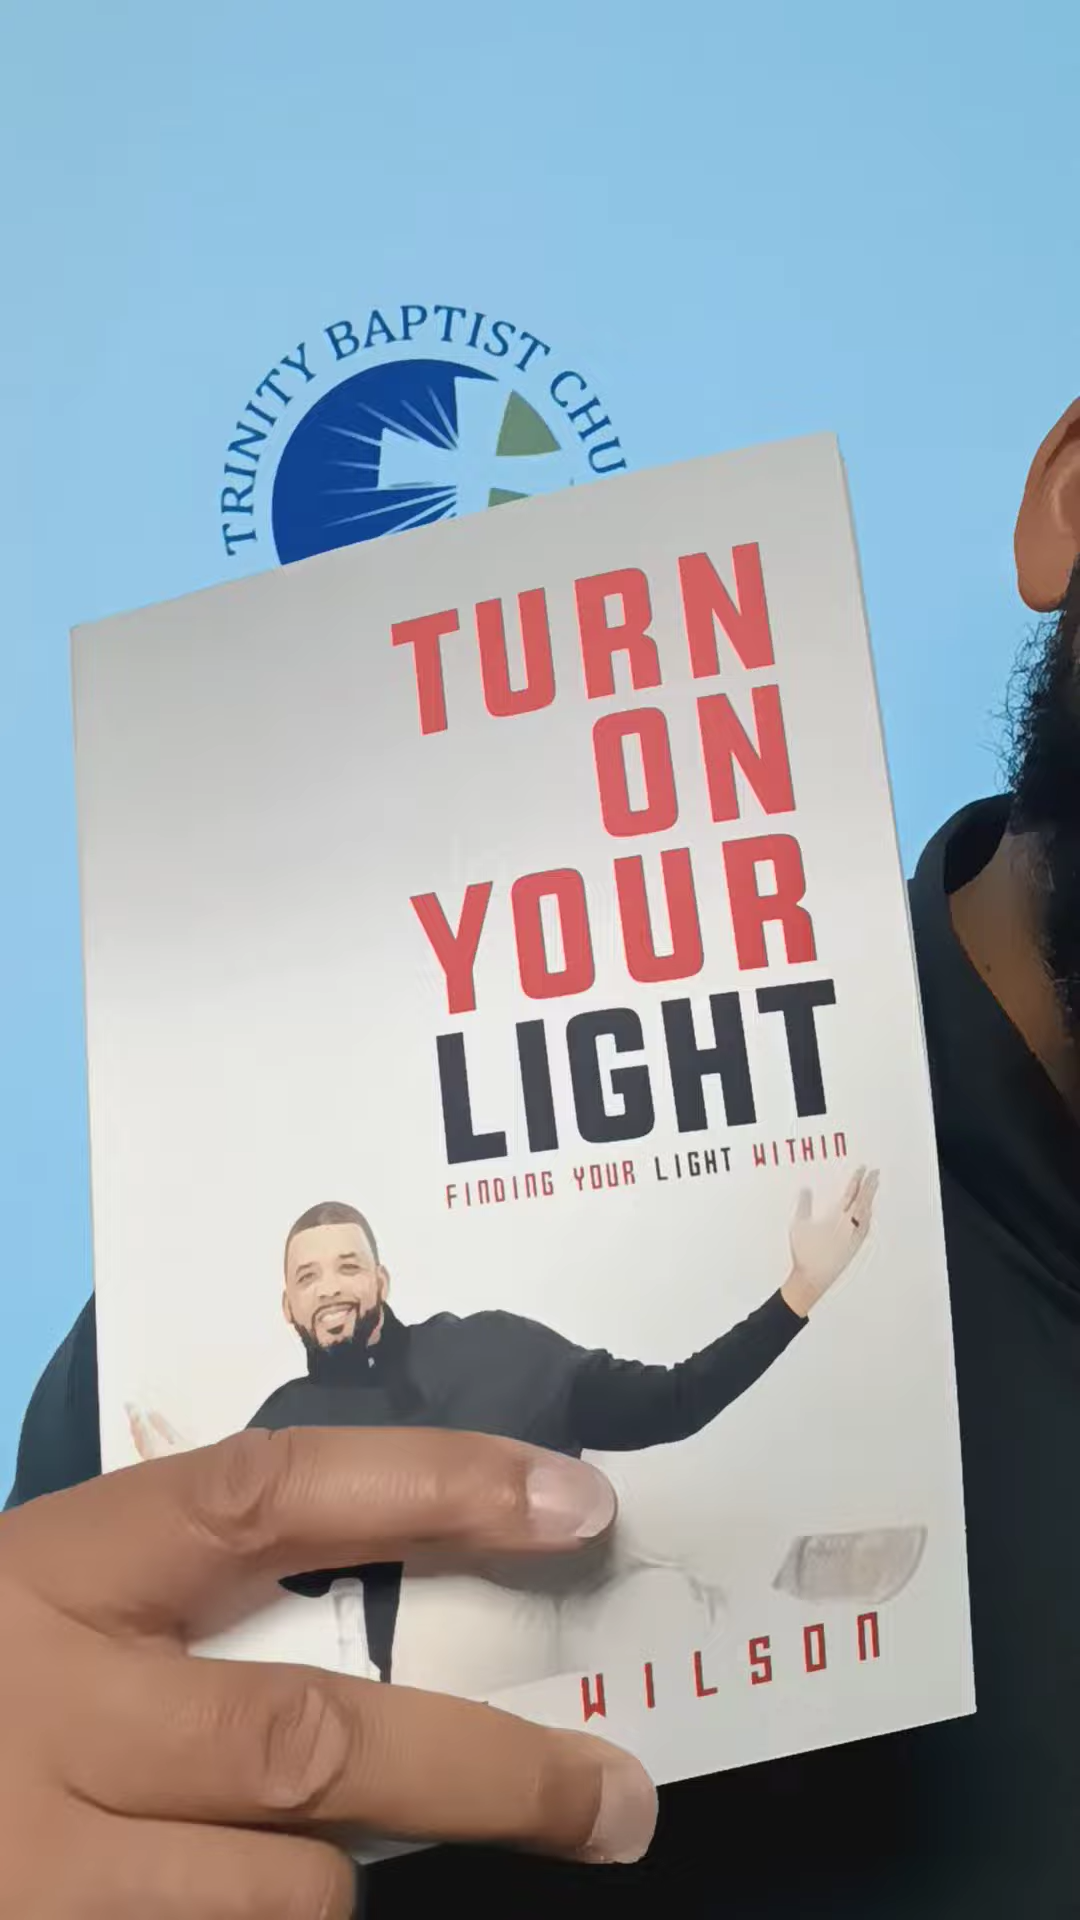 TRINITY BAPTIST CHU
TURN
ON
YOUR
LIGHT
FINDING YOUR LIGHT WITHIN
WILSON